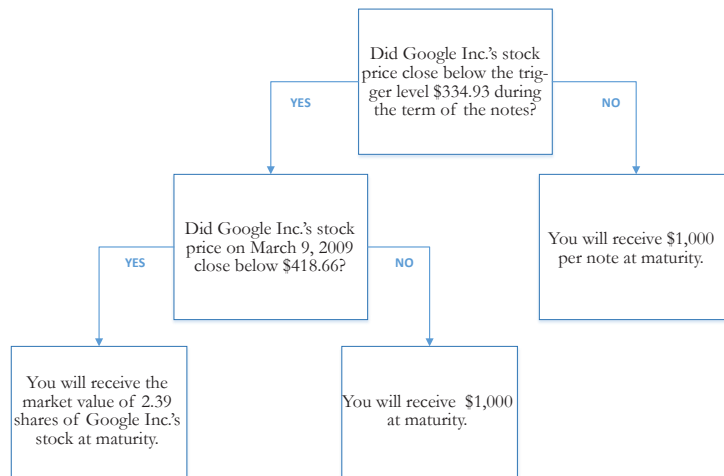 Did Google Inc.'s stock
price close below the trig-
ger level $334.93 during
the term of the notes?
YES
NO
Did Google Inc.'s stock
price on March 9, 2009
close below $418.66?
You will receive $1,000
per note at maturity.
YES
NO
You will receive the
market value of 2.39
shares of Google Inc.'s
stock at maturity.
You will receive $1,000
at maturity.